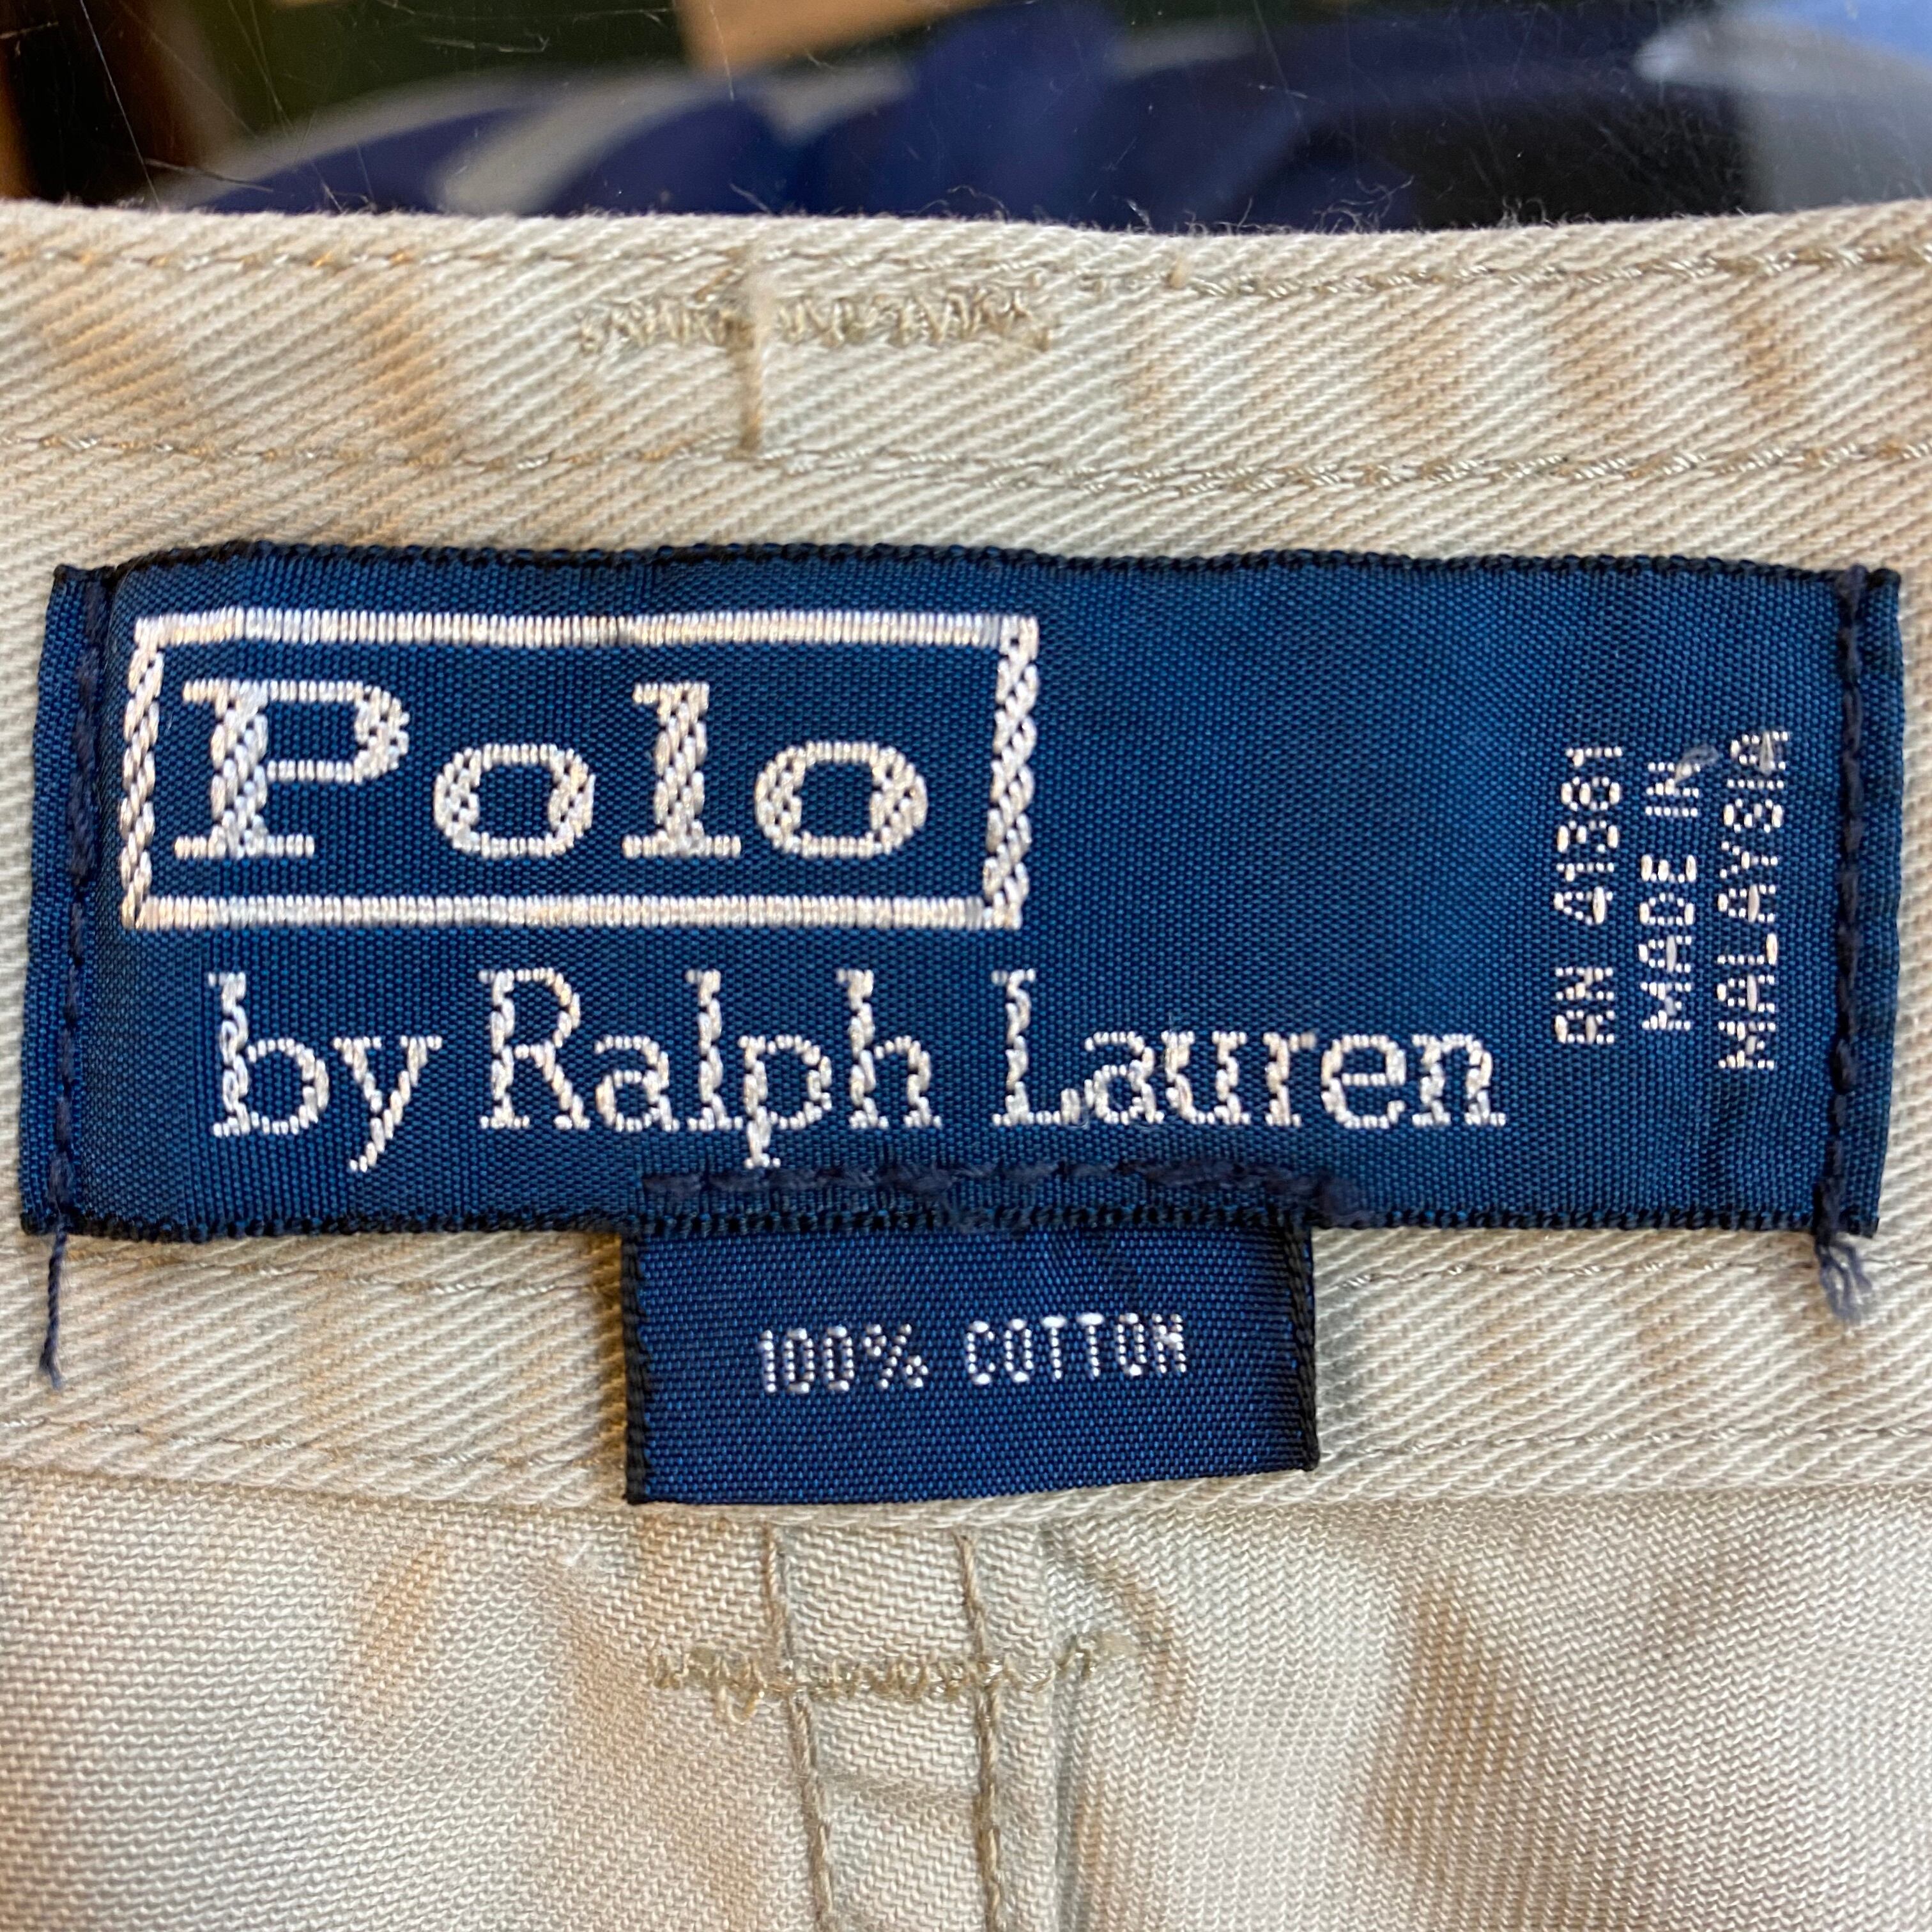 Polo
by Ralph Lauren
RN 41381
MADE IN
MALAYSIA
100% COTTON